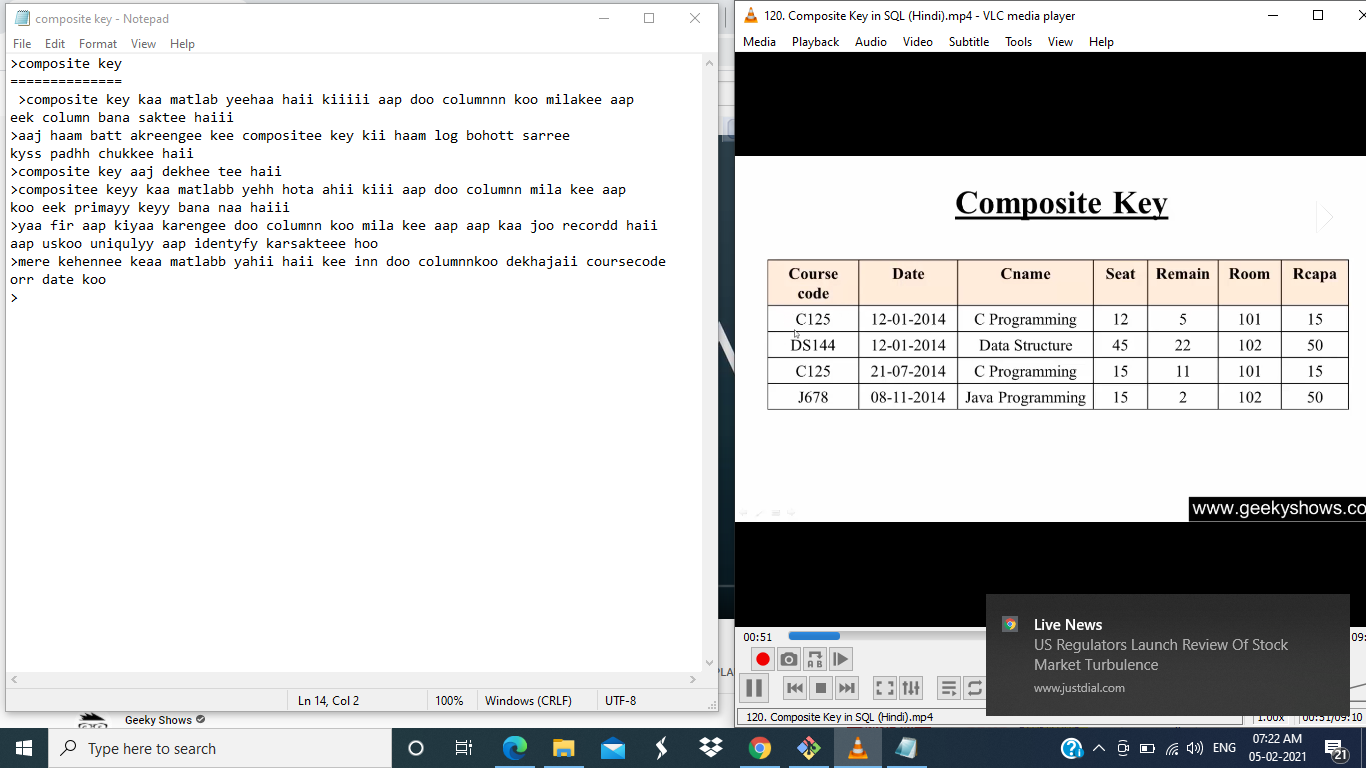 composite key - Notepad
File Edit Format View Help
>composite key
==============
>composite key kaa matlab yeehaa haii kiiiii aap doo columnnn koo milakee aap
eek column bana saktee haiii
>aaj haam batt akreengee kee compositee key kii haam log bohott sarree
kyss padhh chukkee haii
>composite key aaj dekhee tee haii
>compositee keyy kaa matlabb yehh hota ahii kiii aap doo columnn mila kee aap
koo eek primayy keyy bana naa haiii
>yaa fir aap kiyaa karengee doo columnn koo mila kee aap aap kaa joo recordd haii
aap uskoo uniqulyy aap identyfy karsakteee hoo
>mere kehennee keaa matlabb yahii haii kee inn doo columnnkoo dekhajaii coursecode
orr date koo
>
Ln 14, Col 2 100% Windows (CRLF) UTF-8
Geeky Shows
120. Composite Key in SQL (Hindi).mp4 - VLC media player
Media Playback Audio Video Subtitle Tools View Help
Composite Key
Course code Date Cname Seat Remain Room Rcapa
C125 12-01-2014 C Programming 12 5 101 15
DS144 12-01-2014 Data Structure 45 22 102 50
C125 21-07-2014 C Programming 15 11 101 15
J678 08-11-2014 Java Programming 15 2 102 50
www.geekyshows.co
00:51
Live News
US Regulators Launch Review Of Stock
Market Turbulence
www.justdial.com
120. Composite Key in SQL (Hindi).mp4 1.00x 00:51/09:10
Type here to search
ENG 07:22 AM
05-02-2021
21